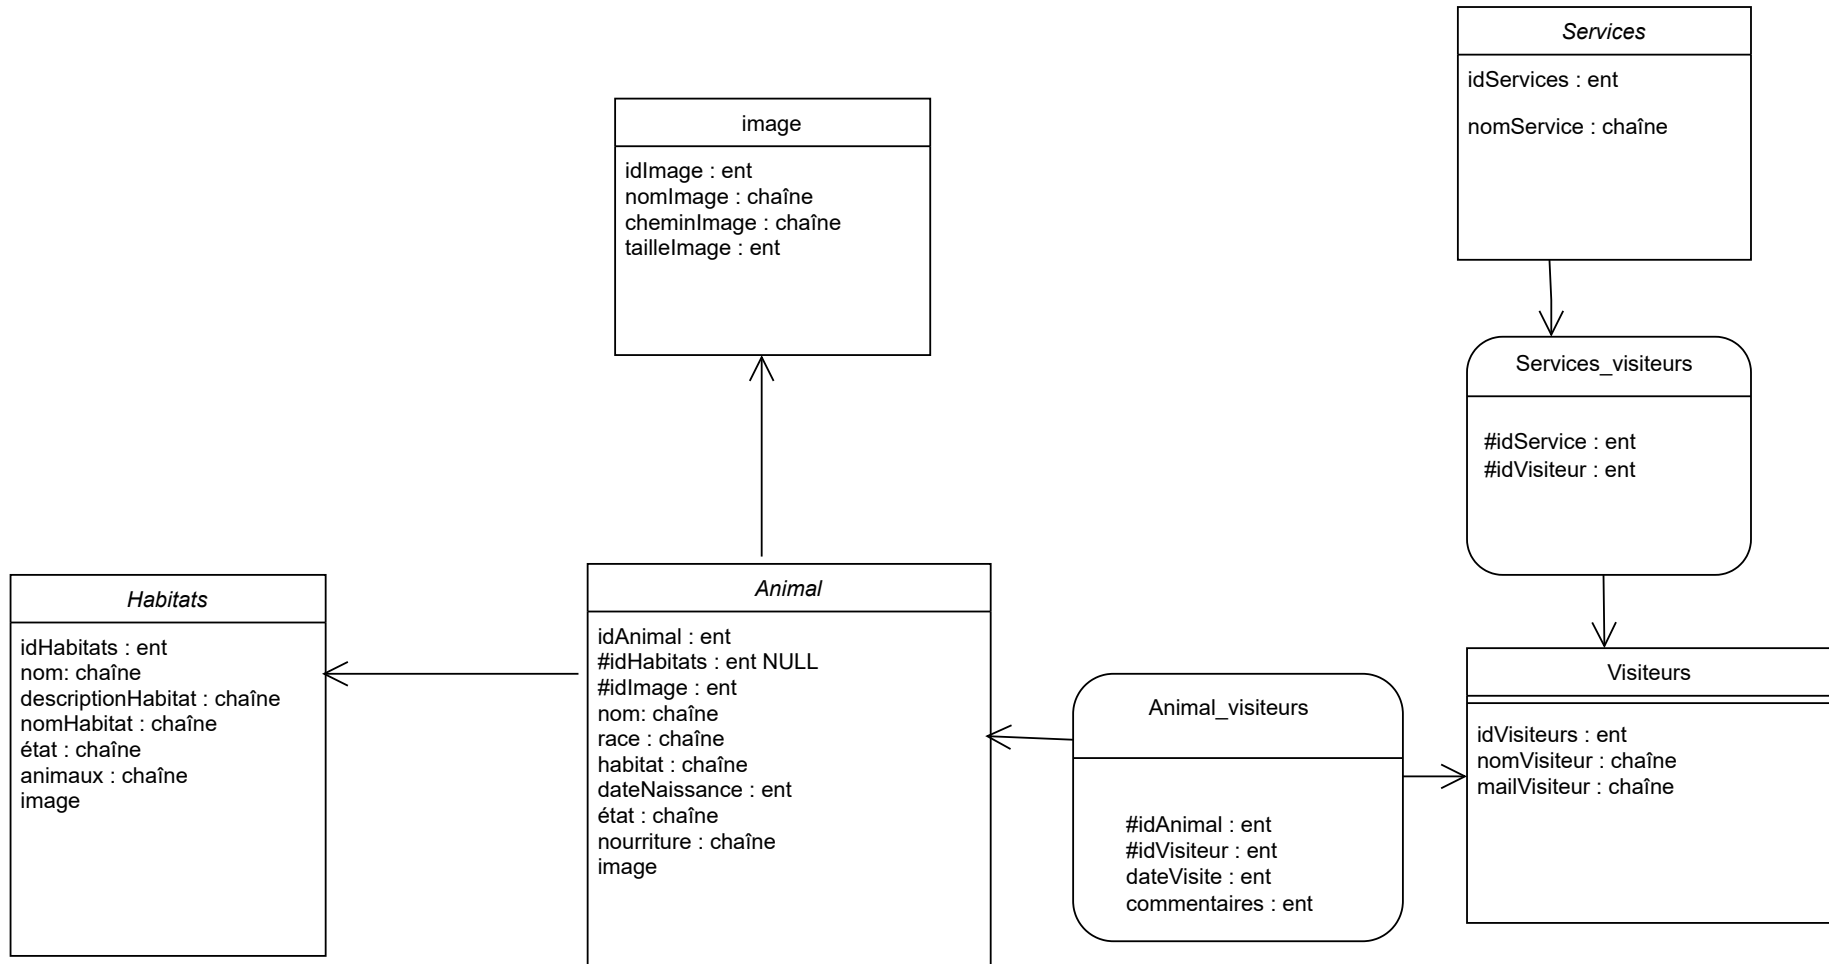 Services
idServices : ent
nomService : chaîne
image
idImage : ent
nomImage : chaîne
cheminImage : chaîne
tailleImage : ent
Services_visiteurs
#idService : ent
#idVisiteur : ent
Habitats
idHabitats : ent
nom: chaîne
descriptionHabitat : chaîne
nomHabitat : chaîne
état : chaîne
animaux : chaîne
image
Animal
idAnimal : ent
#idHabitats : ent NULL
#idImage : ent
nom: chaîne
race : chaîne
habitat : chaîne
dateNaissance : ent
état : chaîne
nourriture : chaîne
image
Animal_visiteurs
#idAnimal : ent
#idVisiteur : ent
dateVisite : ent
commentaires : ent
Visiteurs
idVisiteurs : ent
nomVisiteur : chaîne
mailVisiteur : chaîne